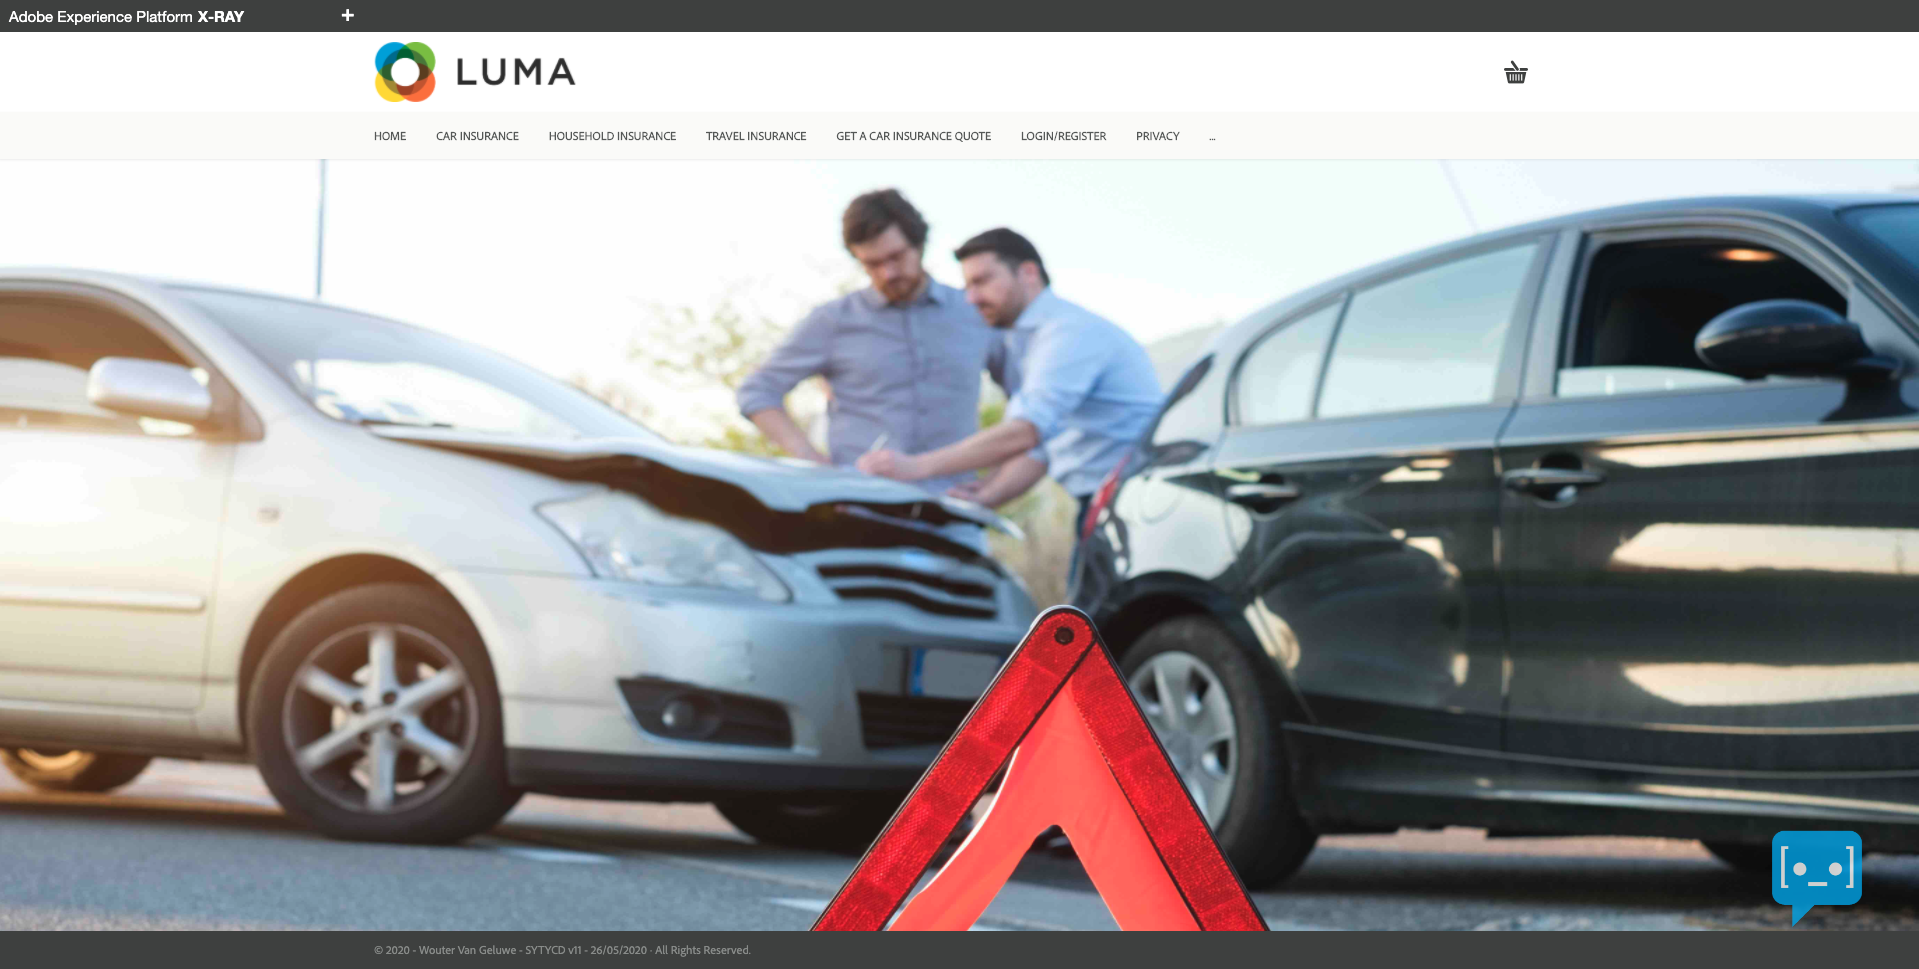 Adobe Experience Platform X-RAY +
LUMA
HOME CAR INSURANCE HOUSEHOLD INSURANCE TRAVEL INSURANCE GET A CAR INSURANCE QUOTE LOGIN/REGISTER PRIVACY ...
[•_•]
© 2020 - Wouter Van Geluwe - SYTYCD v11 - 26/05/2020 · All Rights Reserved.